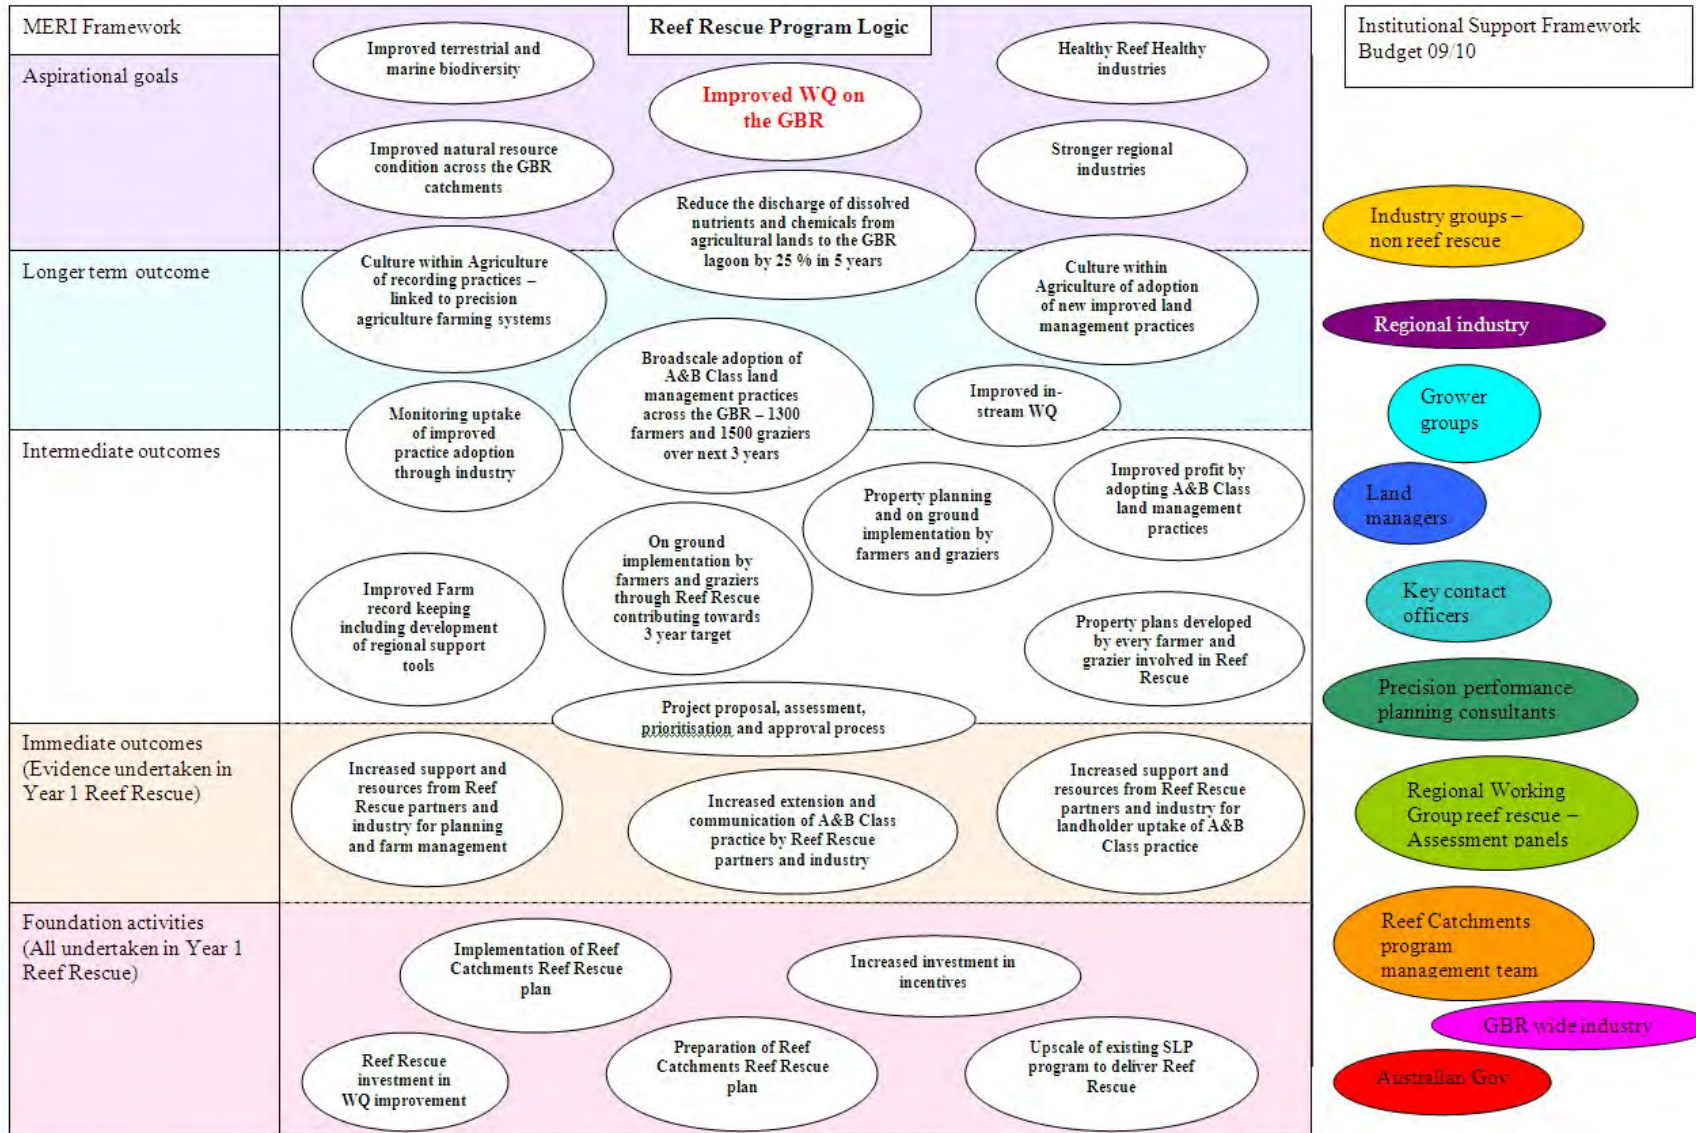 MERI Framework
Reef Rescue Program Logic
Institutional Support Framework
Budget 09/10
Aspirational goals
Improved terrestrial and
marine biodiversity
Improved WQ on
the GBR
Healthy Reef Healthy
industries
Improved natural resource
condition across the GBR
catchments
Stronger regional
industries
Reduce the discharge of dissolved
nutrients and chemicals from
agricultural lands to the GBR
lagoon by 25 % in 5 years
Longer term outcome
Culture within Agriculture
of recording practices –
linked to precision
agriculture farming systems
Culture within
Agriculture of adoption
of new improved land
management practices
Broadscale adoption of
A&B Class land
management practices
across the GBR – 1300
farmers and 1500 graziers
over next 3 years
Improved in-
stream WQ
Monitoring uptake
of improved
practice adoption
through industry
Intermediate outcomes
Improved profit by
adopting A&B Class
land management
practices
Property planning
and on ground
implementation by
farmers and graziers
On ground
implementation by
farmers and graziers
through Reef Rescue
contributing towards
3 year target
Improved Farm
record keeping
including development
of regional support
tools
Property plans developed
by every farmer and
grazier involved in Reef
Rescue
Project proposal, assessment,
prioritisation and approval process
Immediate outcomes
(Evidence undertaken in
Year 1 Reef Rescue)
Increased support and
resources from Reef
Rescue partners and
industry for planning
and farm management
Increased extension and
communication of A&B Class
practice by Reef Rescue
partners and industry
Increased support and
resources from Reef Rescue
partners and industry for
landholder uptake of A&B
Class practice
Foundation activities
(All undertaken in Year 1
Reef Rescue)
Implementation of Reef
Catchments Reef Rescue
plan
Increased investment in
incentives
Reef Rescue
investment in
WQ improvement
Preparation of Reef
Catchments Reef Rescue
plan
Upscale of existing SLP
program to deliver Reef
Rescue
Industry groups –
non reef rescue
Regional industry
Grower
groups
Land
managers
Key contact
officers
Precision performance
planning consultants
Regional Working
Group reef rescue –
Assessment panels
Reef Catchments
program
management team
GBR wide industry
Australian Gov